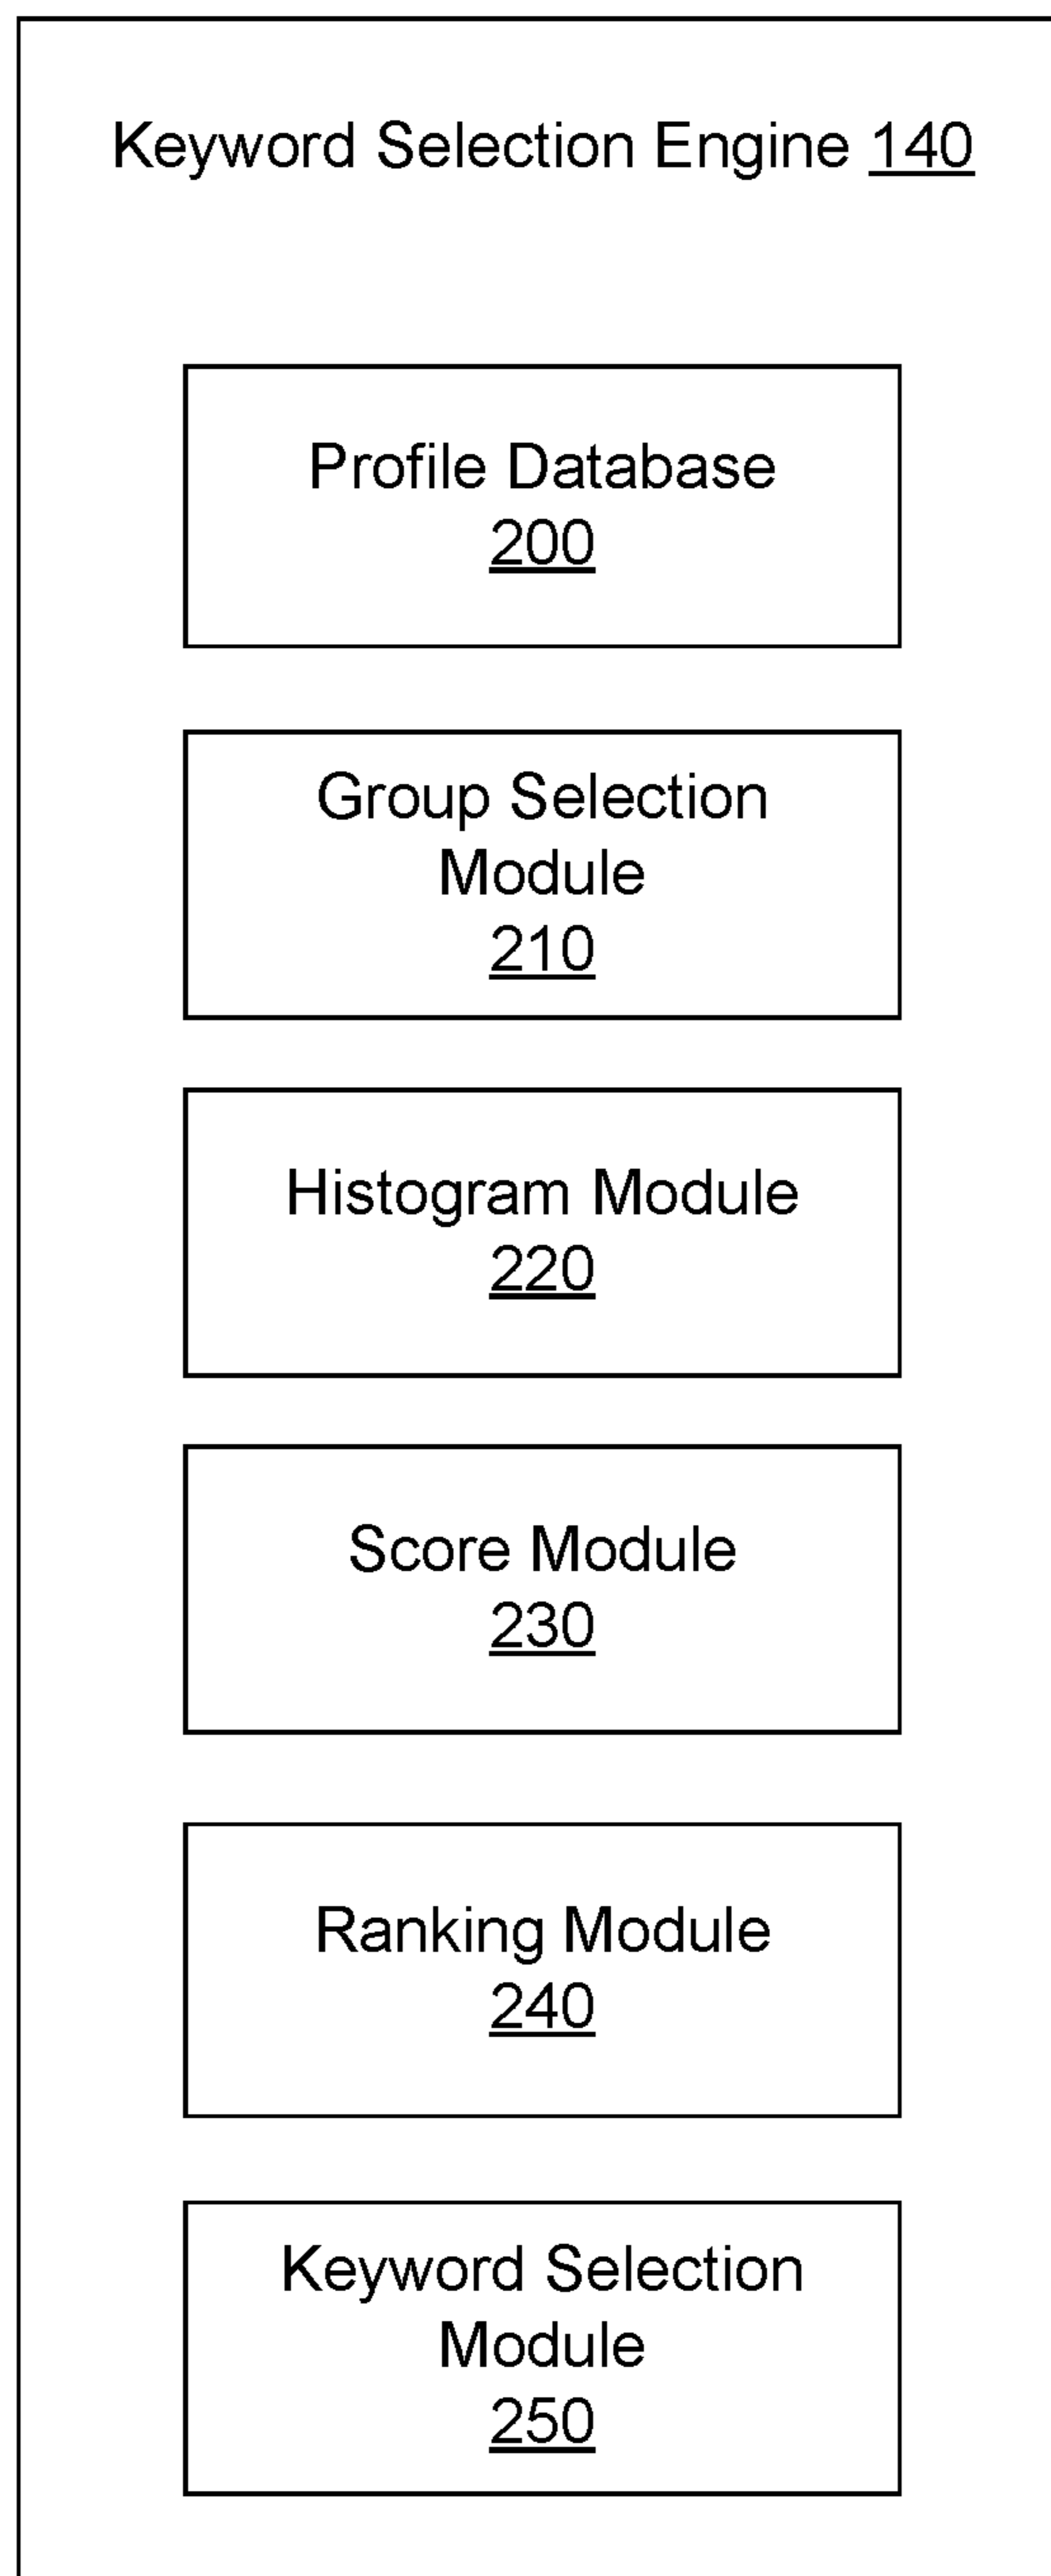 Keyword Selection Engine 140
Profile Database
200
Group Selection
Module
210
Histogram Module
220
Score Module
230
Ranking Module
240
Keyword Selection
Module
250